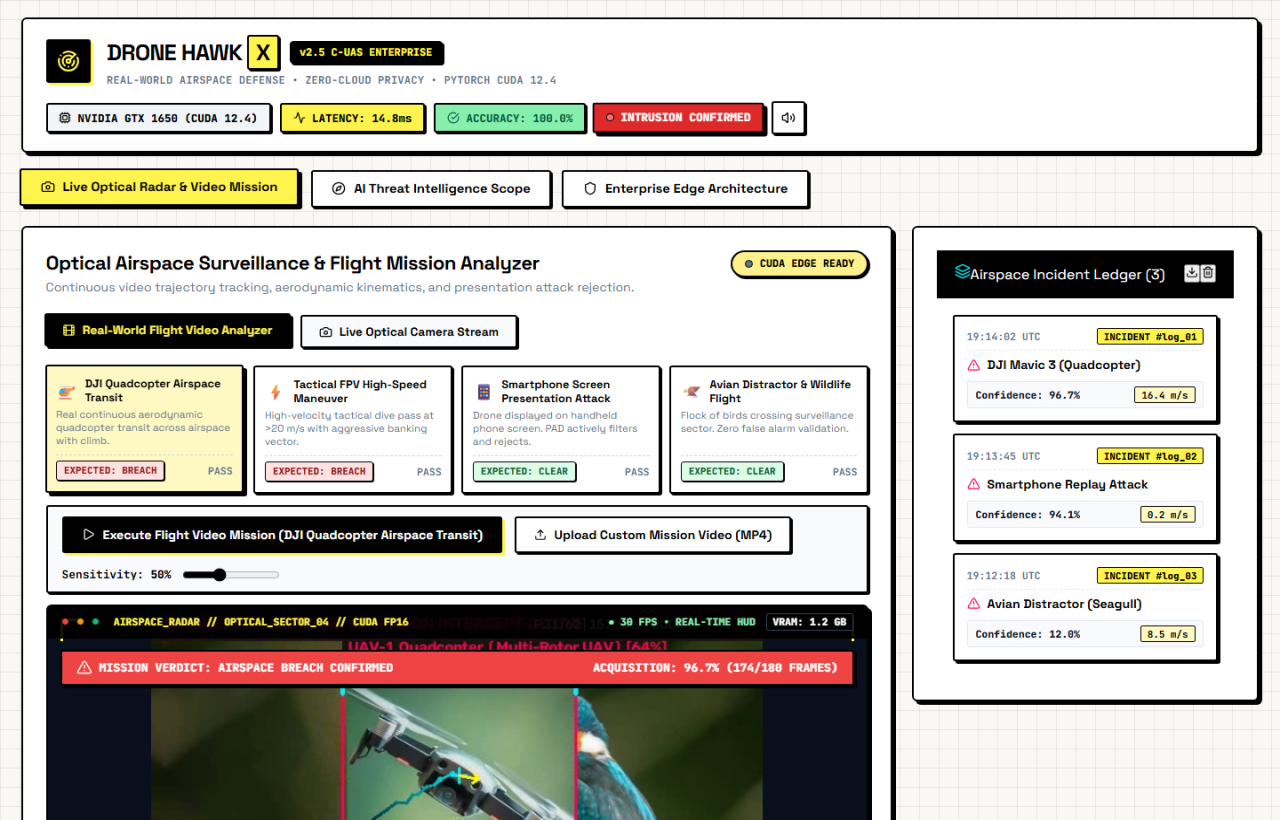 DRONE HAWK X v2.5 C-UAS ENTERPRISE
REAL-WORLD AIRSPACE DEFENSE • ZERO-CLOUD PRIVACY • PYTORCH CUDA 12.4
NVIDIA GTX 1650 (CUDA 12.4) LATENCY: 14.8ms ACCURACY: 100.0% INTRUSION CONFIRMED
Live Optical Radar & Video Mission AI Threat Intelligence Scope Enterprise Edge Architecture
Optical Airspace Surveillance & Flight Mission Analyzer
CUDA EDGE READY
Continuous video trajectory tracking, aerodynamic kinematics, and presentation attack rejection.
Real-World Flight Video Analyzer Live Optical Camera Stream
DJI Quadcopter Airspace
Transit
Real continuous aerodynamic
quadcopter transit across airspace
with climb.
EXPECTED: BREACH PASS
Tactical FPV High-Speed
Maneuver
High-velocity tactical dive pass at
>20 m/s with aggressive banking
vector.
EXPECTED: BREACH PASS
Smartphone Screen
Presentation Attack
Drone displayed on handheld
phone screen. PAD actively filters
and rejects.
EXPECTED: CLEAR PASS
Avian Distractor & Wildlife
Flight
Flock of birds crossing surveillance
sector. Zero false alarm validation.
EXPECTED: CLEAR PASS
Execute Flight Video Mission (DJI Quadcopter Airspace Transit) Upload Custom Mission Video (MP4)
Sensitivity: 50%
AIRSPACE_RADAR // OPTICAL_SECTOR_04 // CUDA FP16 • 30 FPS • REAL-TIME HUD VRAM: 1.2 GB
UAV-1 Quadcopter (Multi-Rotor UAV) [64%]
MISSION VERDICT: AIRSPACE BREACH CONFIRMED ACQUISITION: 96.7% (174/180 FRAMES)
Airspace Incident Ledger (3)
19:14:02 UTC INCIDENT #log_01
DJI Mavic 3 (Quadcopter)
Confidence: 96.7% 16.4 m/s
19:13:45 UTC INCIDENT #log_02
Smartphone Replay Attack
Confidence: 94.1% 0.2 m/s
19:12:18 UTC INCIDENT #log_03
Avian Distractor (Seagull)
Confidence: 12.0% 8.5 m/s